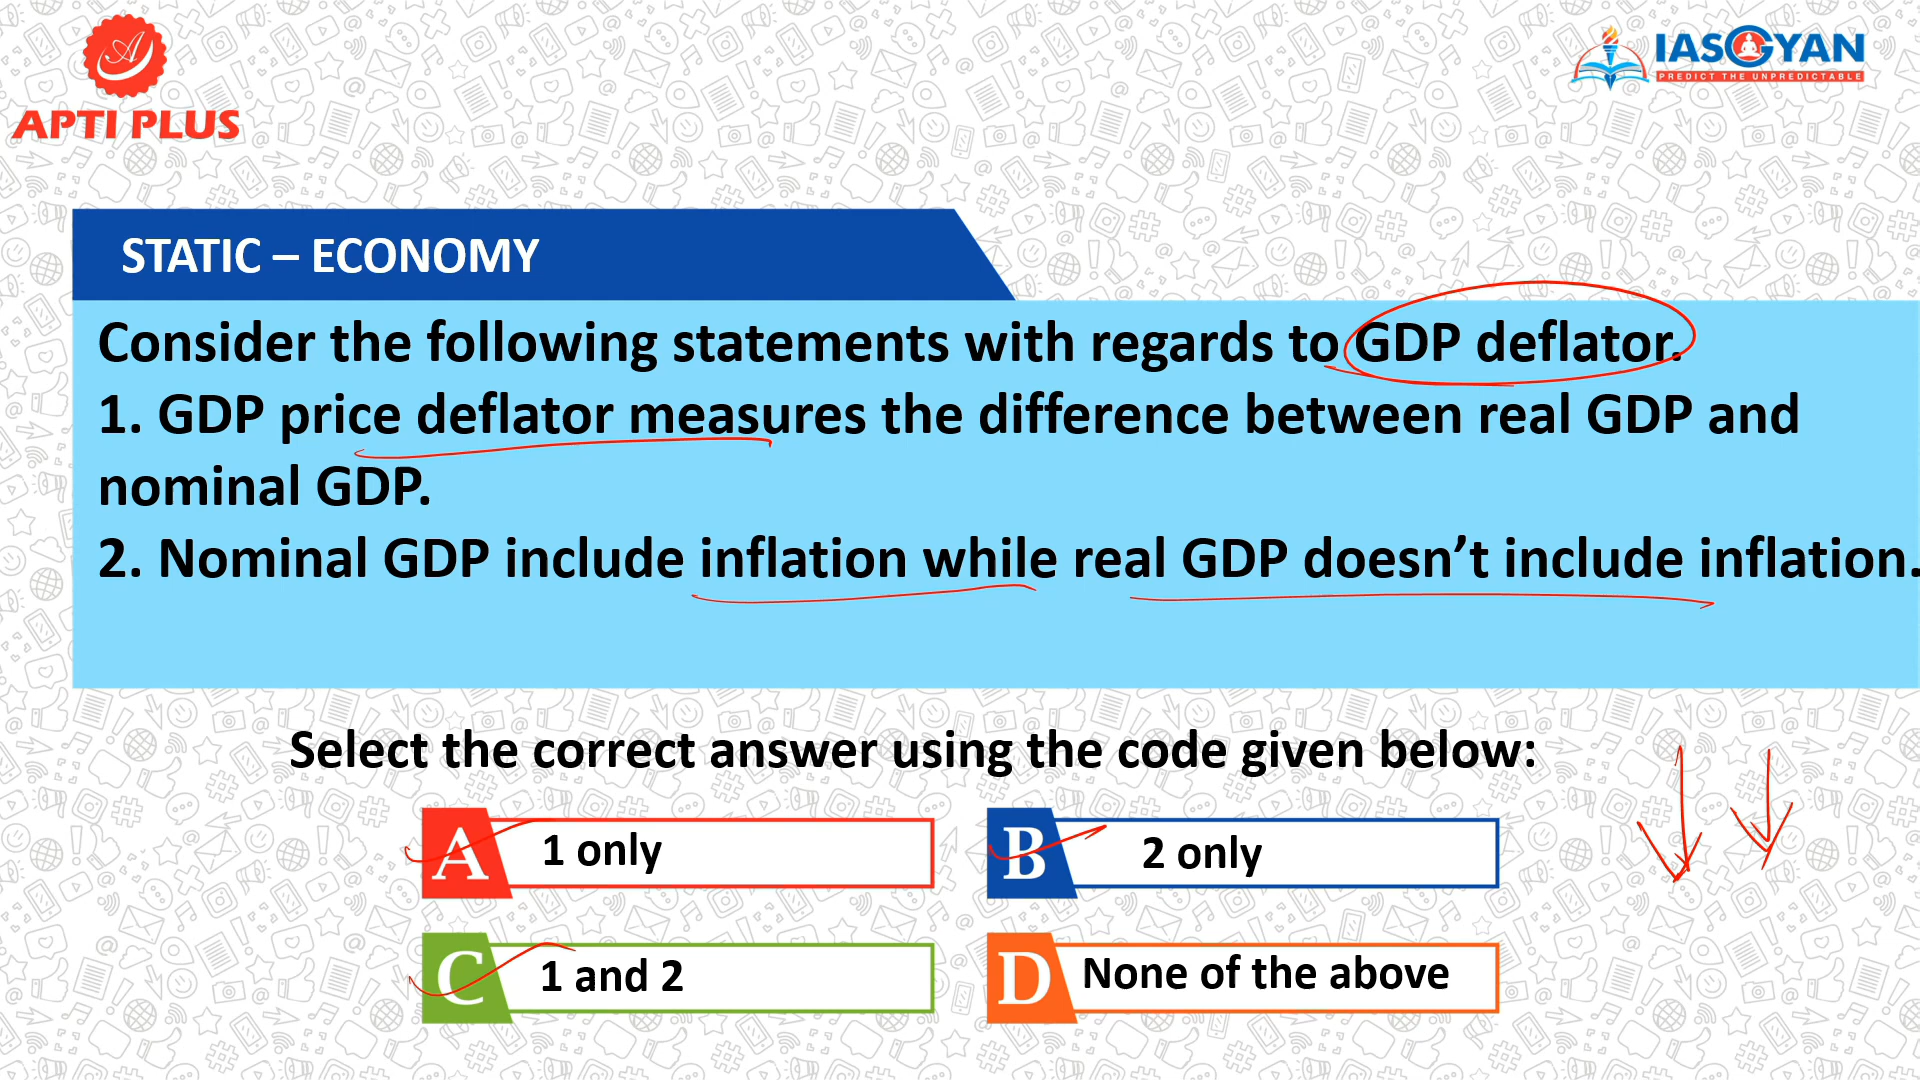 APTI PLUS
IASGYAN
PREDICT THE UNPREDICTABLE
STATIC – ECONOMY
Consider the following statements with regards to GDP deflator.
1. GDP price deflator measures the difference between real GDP and
nominal GDP.
2. Nominal GDP include inflation while real GDP doesn’t include inflation.
Select the correct answer using the code given below:
A 1 only
B 2 only
C 1 and 2
D None of the above